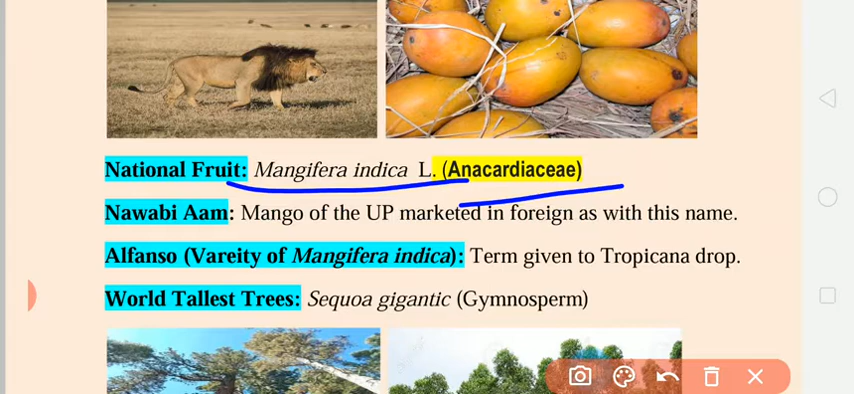 National Fruit: Mangifera indica L. (Anacardiaceae)
Nawabi Aam: Mango of the UP marketed in foreign as with this name.
Alfanso (Vareity of Mangifera indica): Term given to Tropicana drop.
World Tallest Trees: Sequoa gigantic (Gymnosperm)